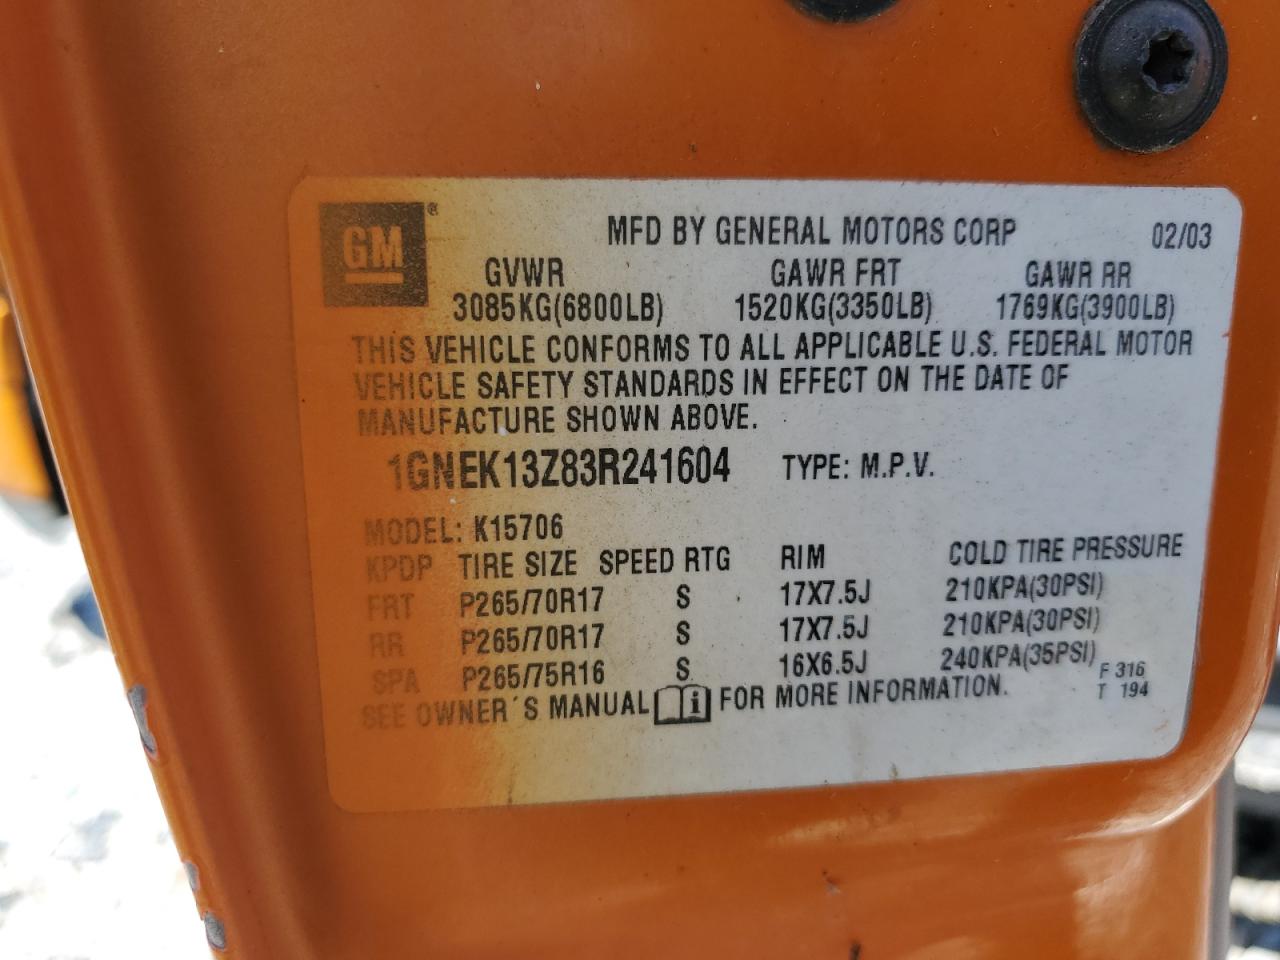 GM®
MFD BY GENERAL MOTORS CORP 02/03
GVWR GAWR FRT GAWR RR
3085KG(6800LB) 1520KG(3350LB) 1769KG(3900LB)
THIS VEHICLE CONFORMS TO ALL APPLICABLE U.S. FEDERAL MOTOR
VEHICLE SAFETY STANDARDS IN EFFECT ON THE DATE OF
MANUFACTURE SHOWN ABOVE.
1GNEK13Z83R241604 TYPE: M.P.V.
MODEL: K15706
KPDP TIRE SIZE SPEED RTG RIM COLD TIRE PRESSURE
FRT P265/70R17 S 17X7.5J 210KPA(30PSI)
RR P265/70R17 S 17X7.5J 210KPA(30PSI)
SPA P265/75R16 S 16X6.5J 240KPA(35PSI)
F 316
SEE OWNER´S MANUAL i FOR MORE INFORMATION. T 194